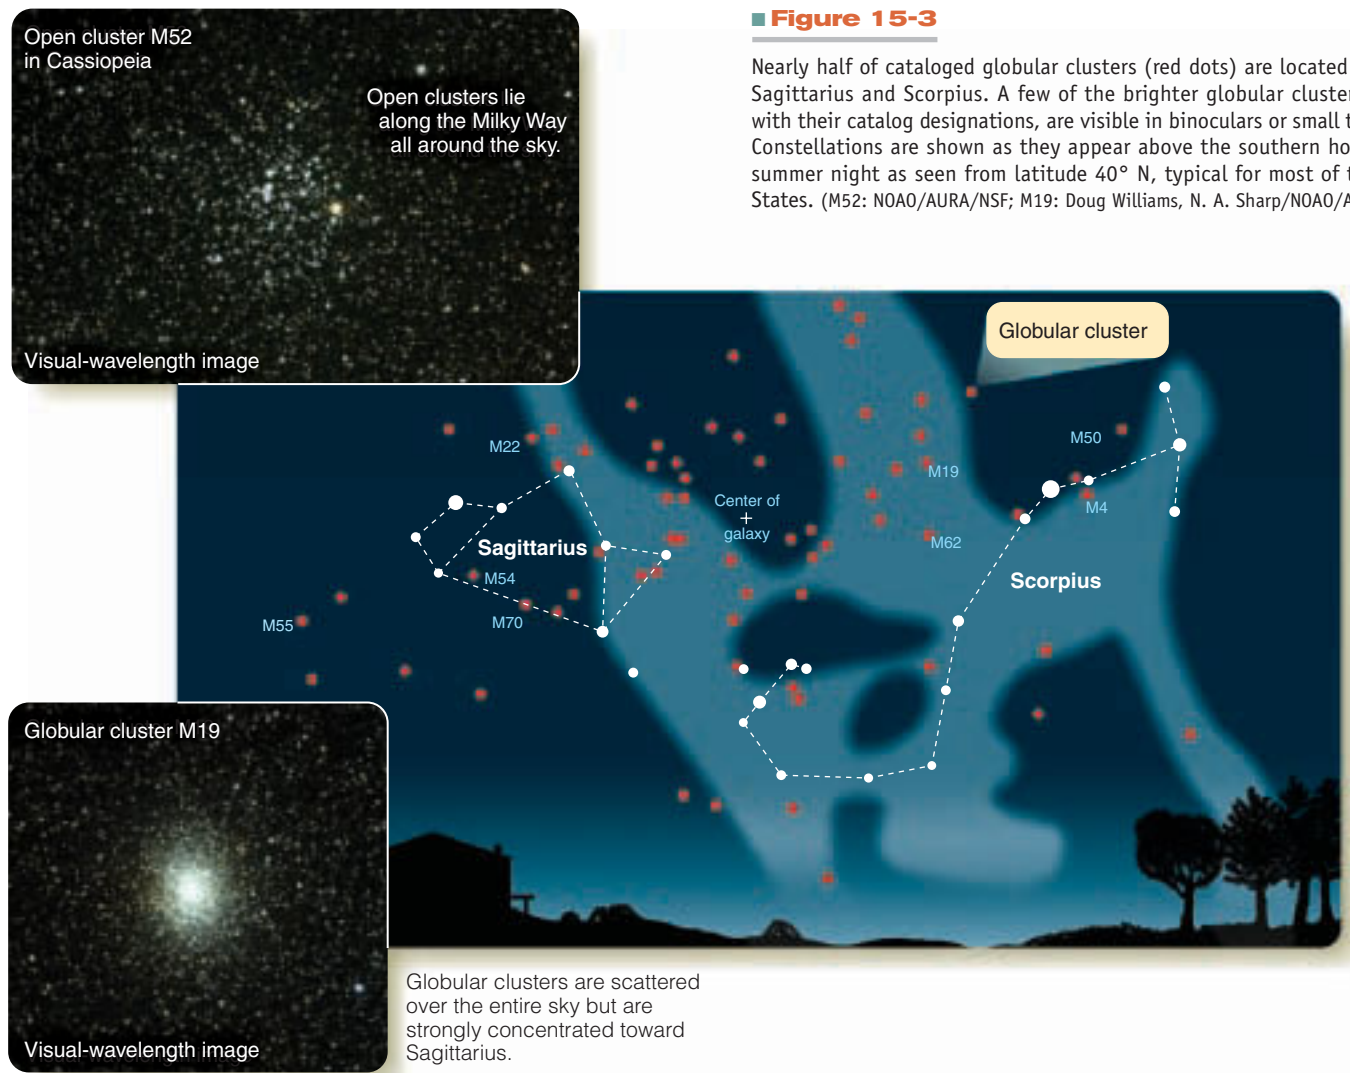 Open cluster M52
in Cassiopeia
Open clusters lie
along the Milky Way
all around the sky.
Visual-wavelength image
Figure 15-3
Nearly half of cataloged globular clusters (red dots) are located
Sagittarius and Scorpius. A few of the brighter globular cluster
with their catalog designations, are visible in binoculars or small t
Constellations are shown as they appear above the southern ho
summer night as seen from latitude 40° N, typical for most of t
States. (M52: NOAO/AURA/NSF; M19: Doug Williams, N. A. Sharp/NOAO/A
Globular cluster
M22
M50
M19
Center of
galaxy
M4
M62
Sagittarius
Scorpius
M54
M55
M70
Globular cluster M19
Visual-wavelength image
Globular clusters are scattered
over the entire sky but are
strongly concentrated toward
Sagittarius.